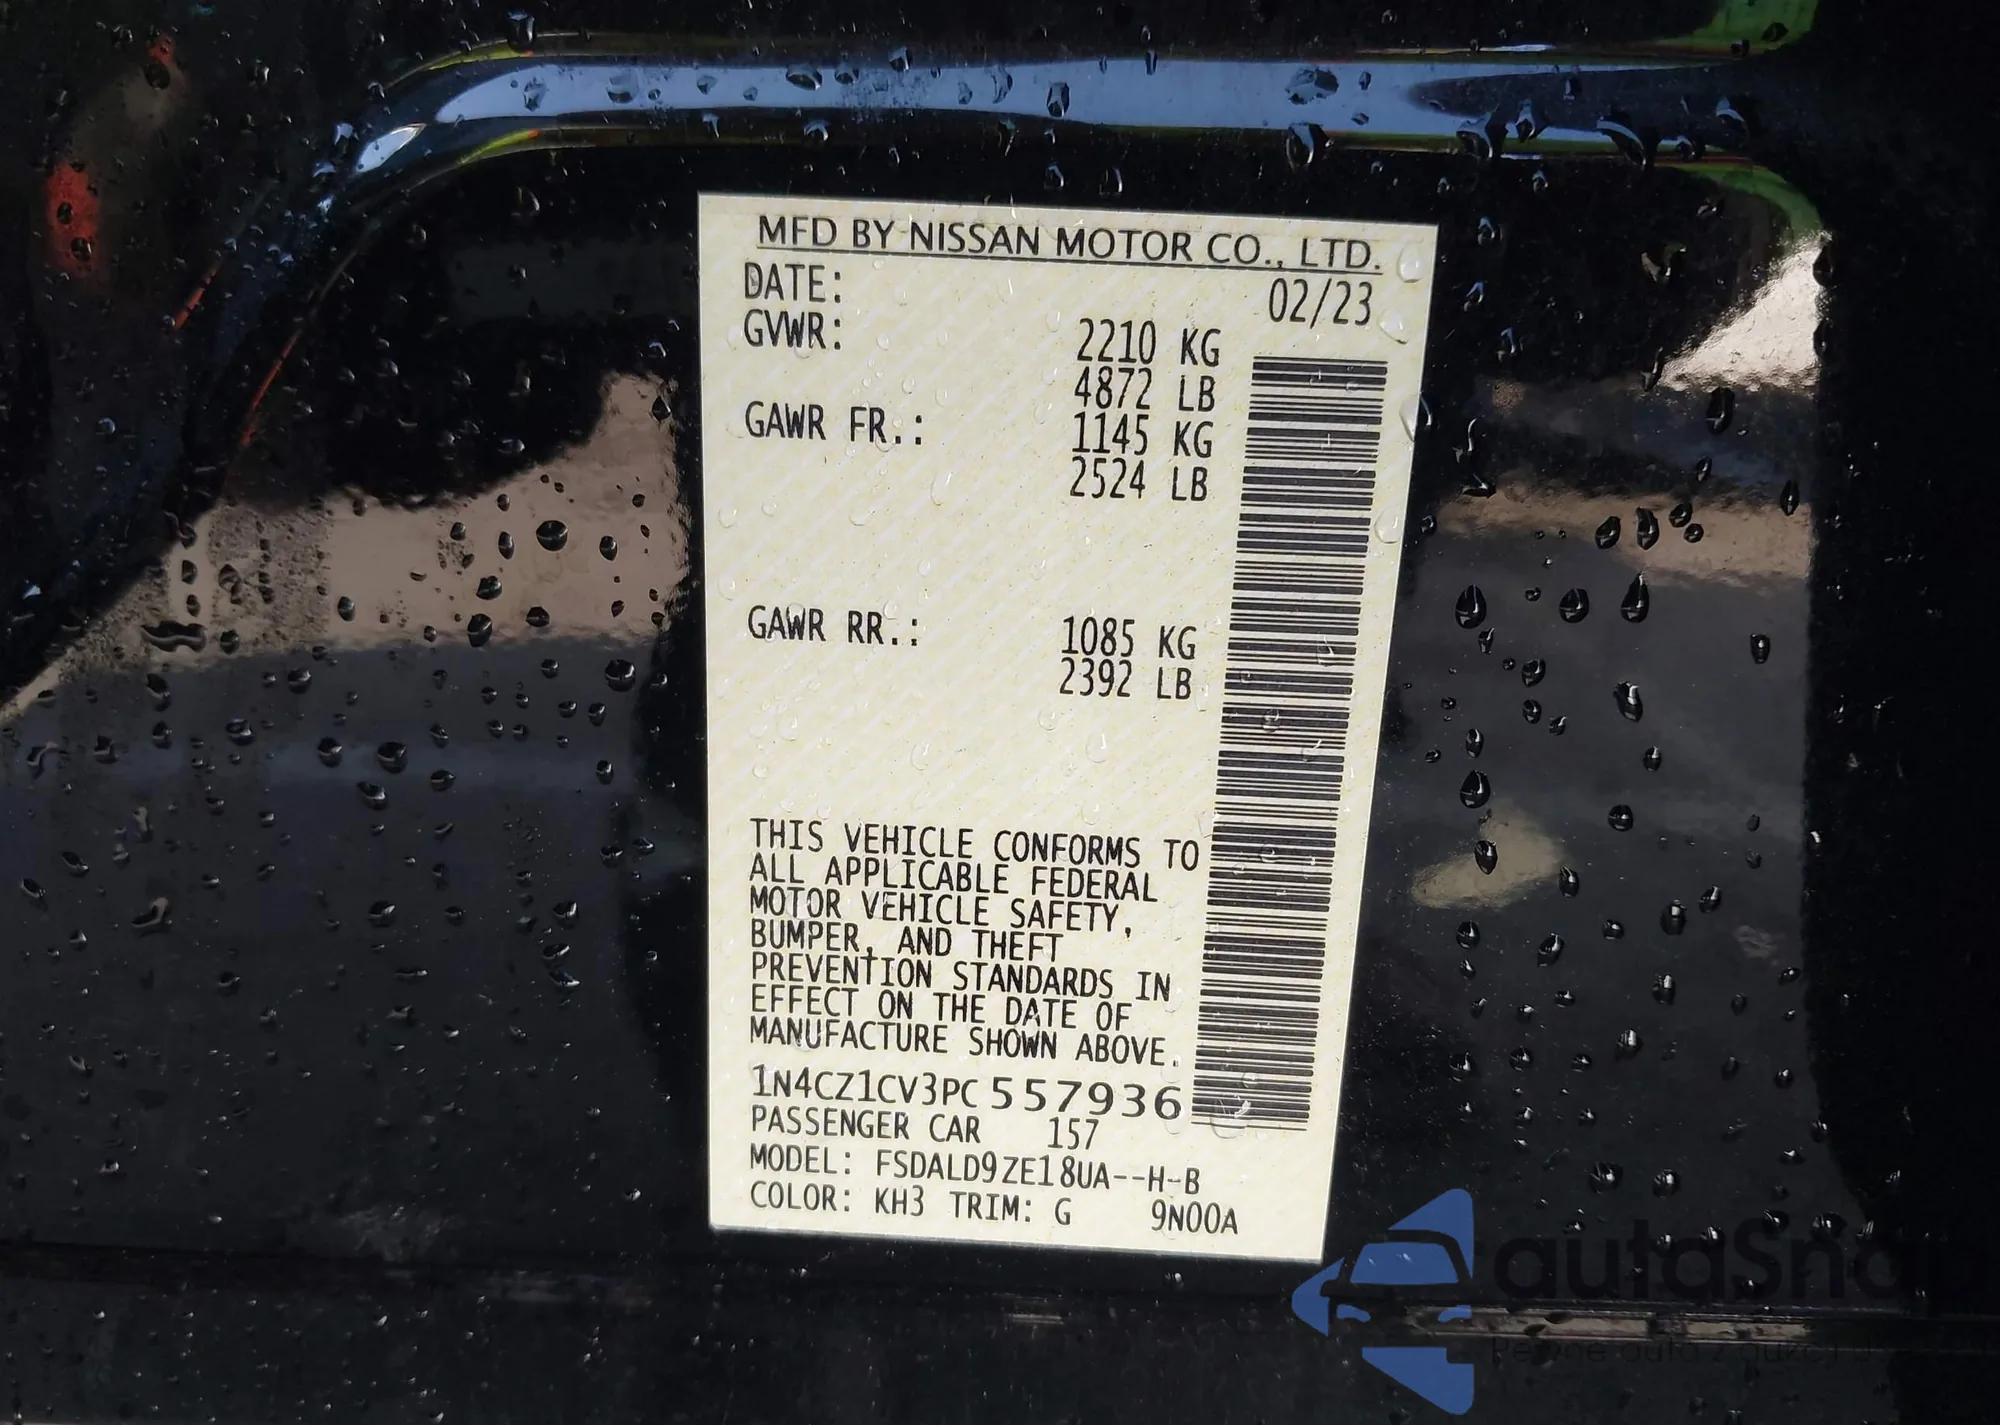 MFD BY NISSAN MOTOR CO., LTD.
DATE: 02/23
GVWR: 2210 KG
4872 LB
GAWR FR.: 1145 KG
2524 LB
GAWR RR.: 1085 KG
2392 LB
THIS VEHICLE CONFORMS TO
ALL APPLICABLE FEDERAL
MOTOR VEHICLE SAFETY,
BUMPER, AND THEFT
PREVENTION STANDARDS IN
EFFECT ON THE DATE OF
MANUFACTURE SHOWN ABOVE.
1N4CZ1CV3PC557936
PASSENGER CAR 157
MODEL: FSDALD9ZE18UA--H-B
COLOR: KH3 TRIM: G 9N00A